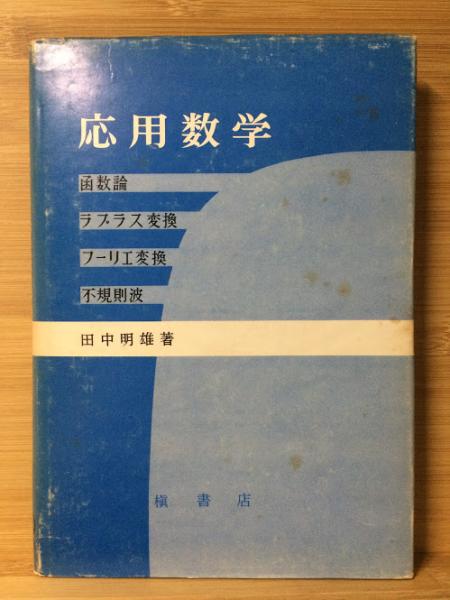 応用数学
函数論
ラプラス変換
フーリエ変換
不規則波
田中明雄著
槇書店